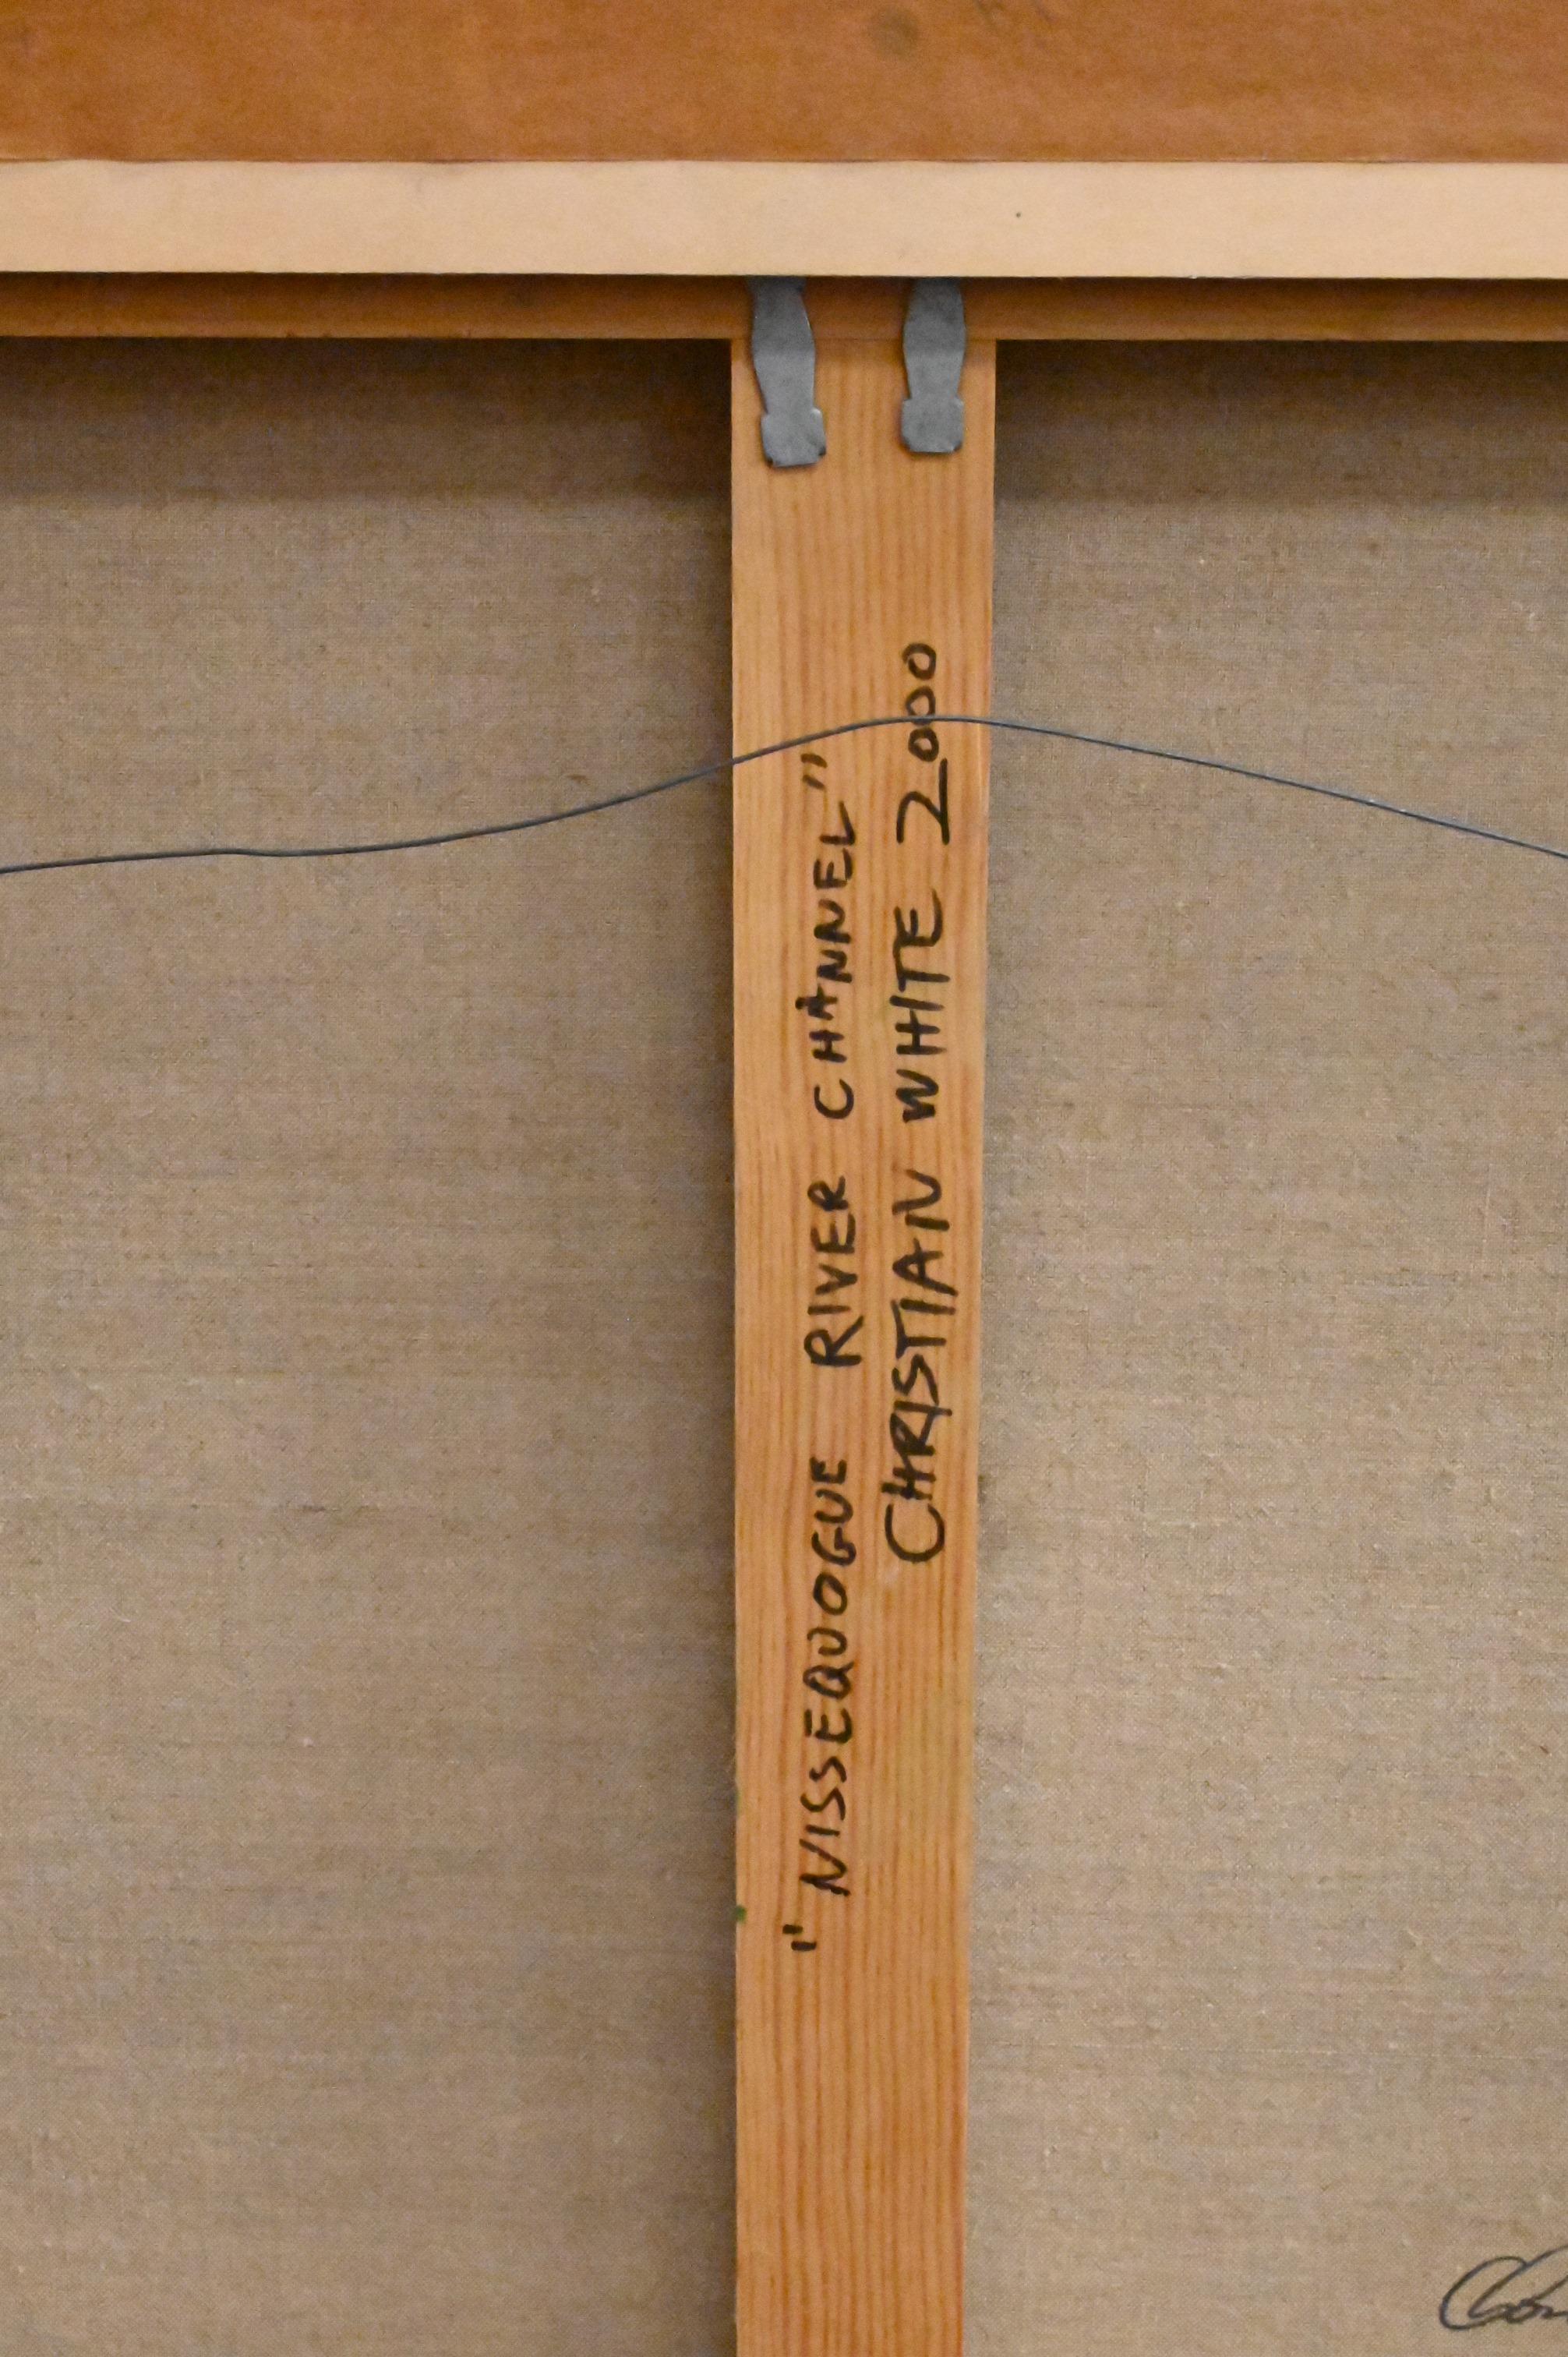 "NISSEQUOGUE RIVER CHANNEL"
CHRISTIAN WHITE 2000